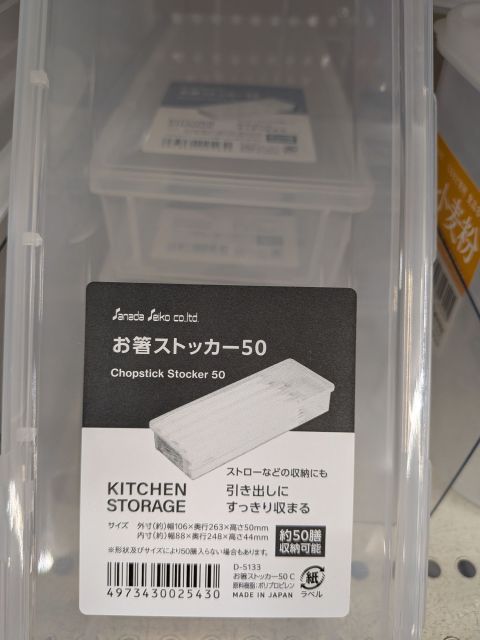 Sanada Seiko co.,ltd.
お箸ストッカー50
Chopstick Stocker 50
ストローなどの収納にも
KITCHEN STORAGE
引き出しに
すっきり収まる
サイズ 外寸(約)幅106×奥行263×高さ50mm
内寸(約)幅88×奥行248×高さ44mm
※形状及びサイズにより50膳入らない場合もあります。
約50膳
収納可能
4973430025430
D-5133
お箸ストッカー50 C
原料樹脂:ポリプロピレン
MADE IN JAPAN
紙
ラベル
小麦粉